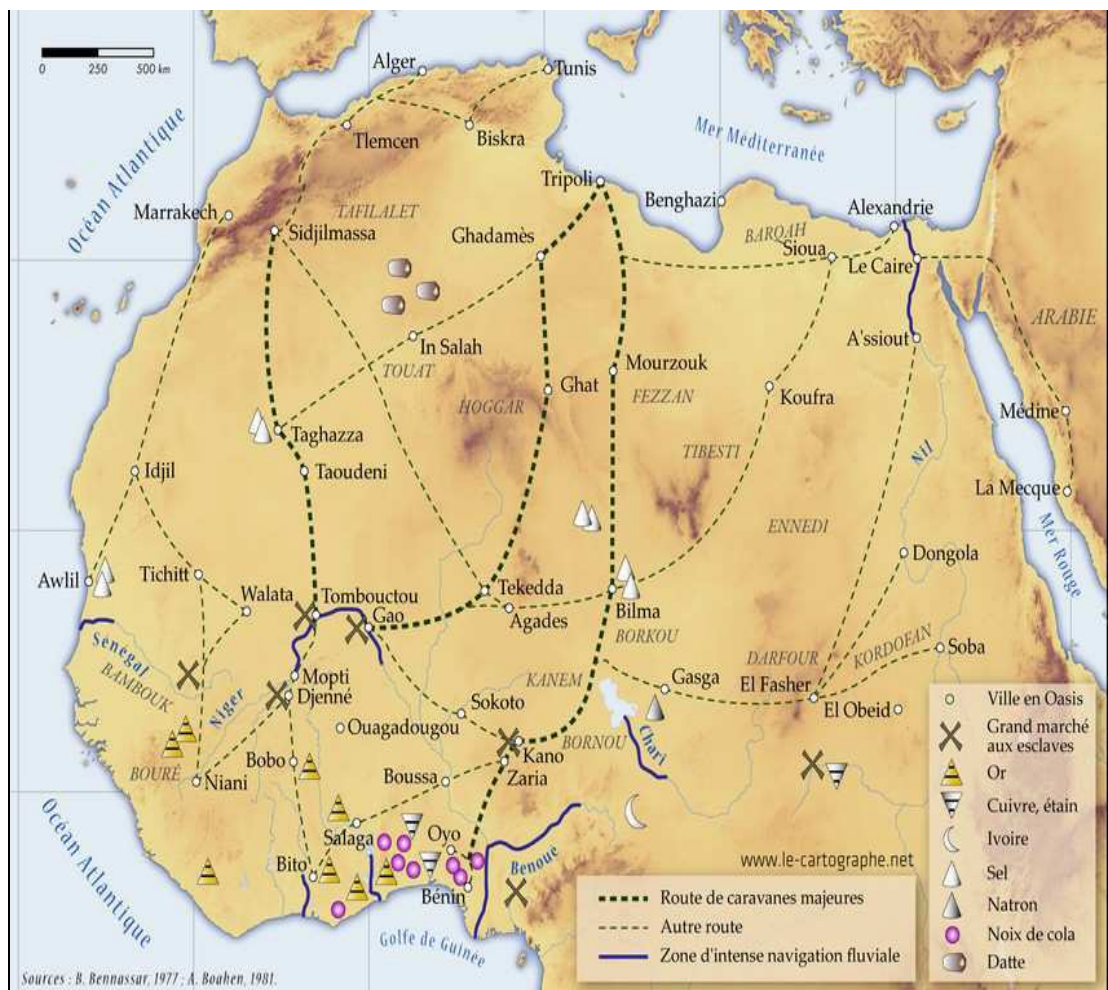 0 250 500 km
Alger
Tunis
Tlemcen
Biskra
Océan Atlantique
Mer Méditerranée
Tripoli
Benghazi
Marrakech
TAFILALET
Sidjilmassa
Ghadamès
BARQAH
Alexandrie
Sioua
Le Caire
ARABIE
In Salah
TOUAT
A'ssiout
HOGGAR
Ghat
Mourzouk
FEZZAN
Koufra
Médine
Taghazza
Taoudeni
TIBESTI
Nil
Idjil
La Mecque
ENNEDI
Mer Rouge
Awlil
Tichitt
Walata
Tombouctou
Gao
Tekedda
Agades
Bilma
BORKOU
Dongola
Sénégal
BAMBOUK
Niger
Mopti
Djenné
Sokoto
KANEM
Gasga
DARFOUR
KORDOFAN
Soba
El Fasher
El Obeid
Ouagadougou
BORNOU
Chari
Kano
Zaria
BOURÉ
Niani
Bobo
Boussa
Salaga
Oyo
Bito
Bénin
Benoue
Océan Atlantique
Golfe de Guinée
www.le-cartographe.net
Route de caravanes majeures
Autre route
Zone d'intense navigation fluviale
Ville en Oasis
Grand marché
aux esclaves
Or
Cuivre, étain
Ivoire
Sel
Natron
Noix de cola
Datte
Sources : B. Bennassar, 1977 ; A. Boahen, 1981.